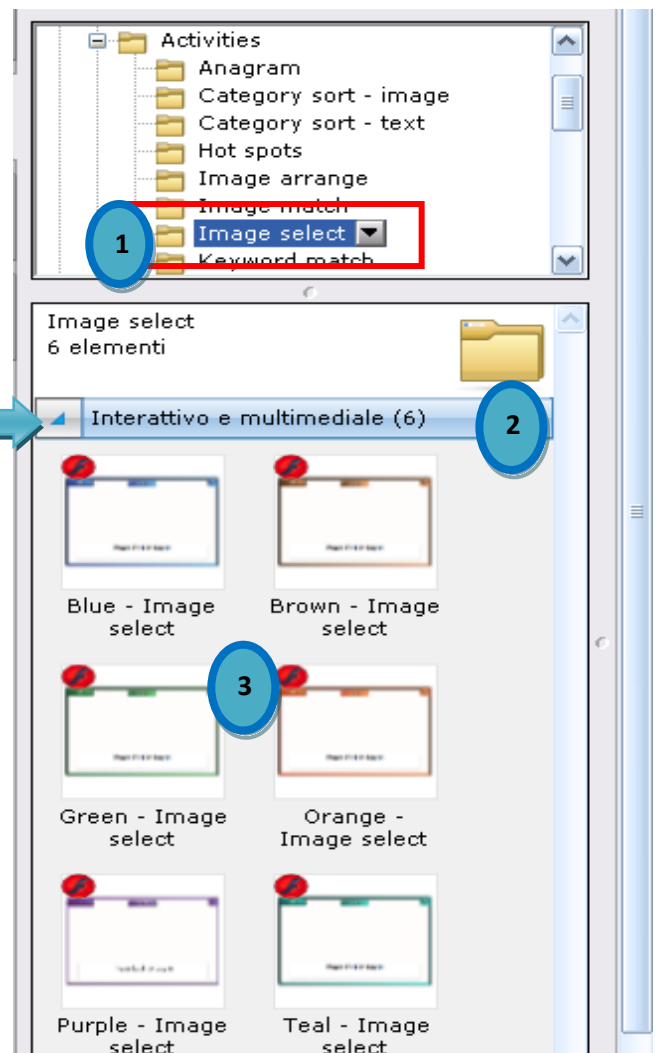 Activities
Anagram
Category sort - image
Category sort - text
Hot spots
Image arrange
Image match
1
Image select
Keyword match
Image select
6 elementi
Interattivo e multimediale (6)
2
Blue - Image
select
Brown - Image
select
3
Green - Image
select
Orange -
Image select
Purple - Image
select
Teal - Image
select